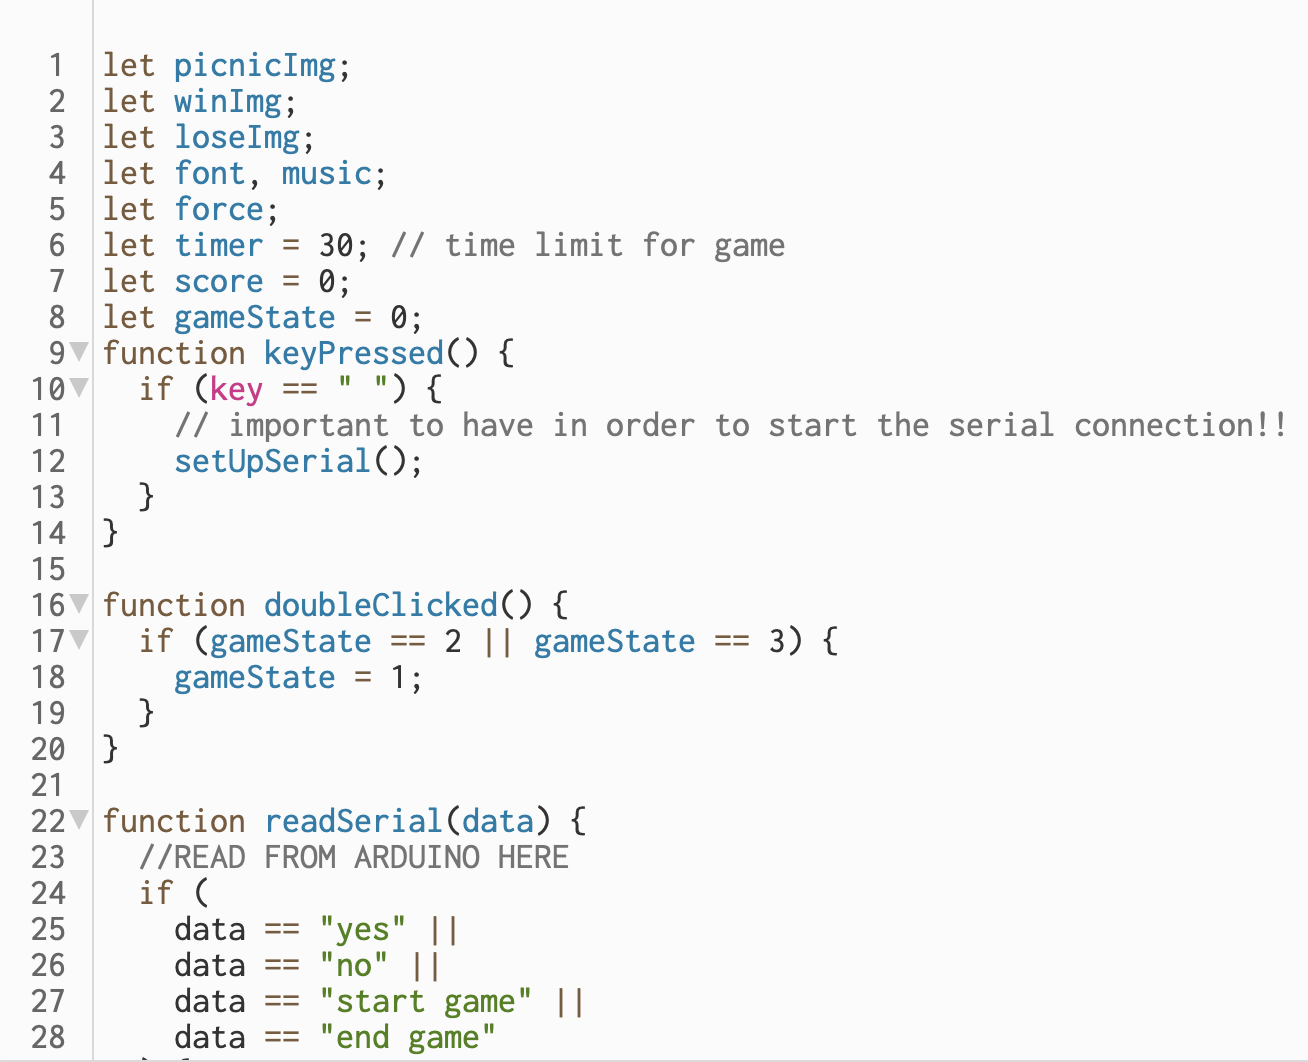 1 let picnicImg;
2 let winImg;
3 let loseImg;
4 let font, music;
5 let force;
6 let timer = 30; // time limit for game
7 let score = 0;
8 let gameState = 0;
9 function keyPressed() {
10   if (key == " ") {
11     // important to have in order to start the serial connection!!
12     setUpSerial();
13   }
14 }
15
16 function doubleClicked() {
17   if (gameState == 2 || gameState == 3) {
18     gameState = 1;
19   }
20 }
21
22 function readSerial(data) {
23   //READ FROM ARDUINO HERE
24   if (
25     data == "yes" ||
26     data == "no" ||
27     data == "start game" ||
28     data == "end game"